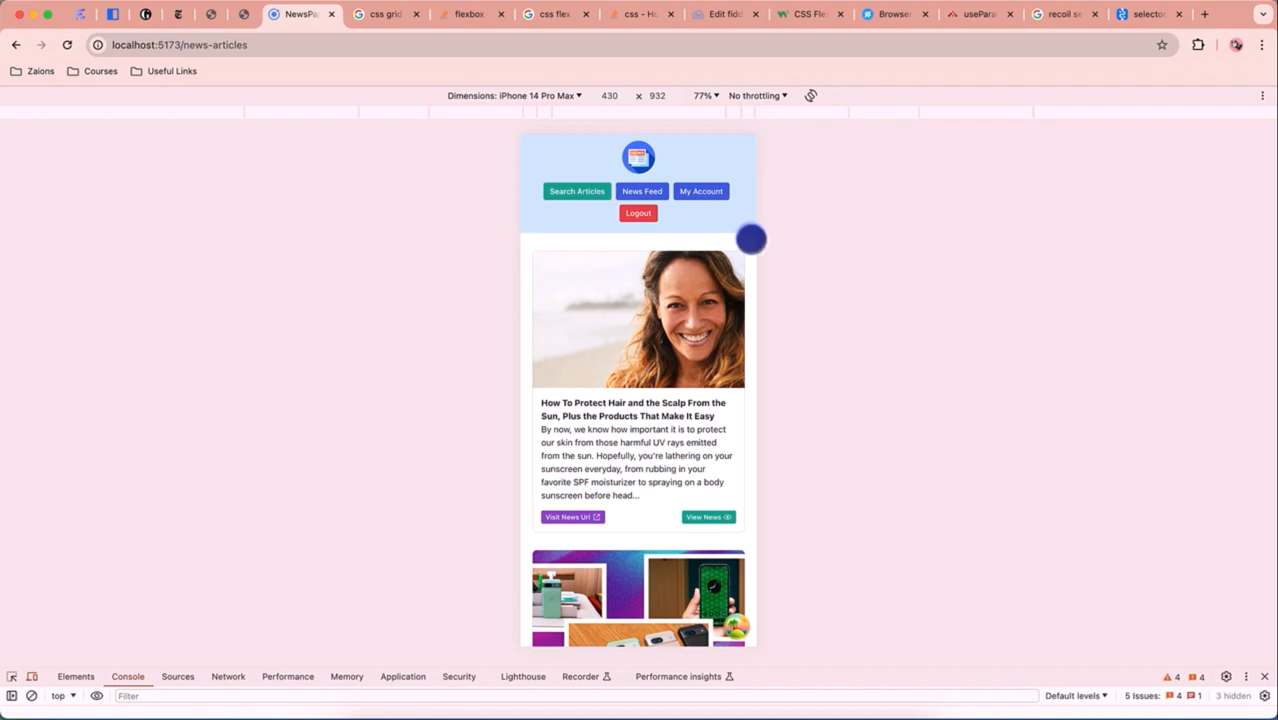 NewsPa
css grid
flexbox
css flex
css - Ho
Edit fidd
CSS Fle
Browser
usePara
recoil se
selector
localhost:5173/news-articles
Zaions
Courses
Useful Links
Dimensions: iPhone 14 Pro Max 430 × 932 77% No throttling
Search Articles
News Feed
My Account
Logout
How To Protect Hair and the Scalp From the
Sun, Plus the Products That Make It Easy
By now, we know how important it is to protect
our skin from those harmful UV rays emitted
from the sun. Hopefully, you're lathering on your
sunscreen everyday, from rubbing in your
favorite SPF moisturizer to spraying on a body
sunscreen before head...
Visit News Url
View News
Elements
Console
Sources
Network
Performance
Memory
Application
Security
Lighthouse
Recorder
Performance insights
4
4
top
Filter
Default levels
5 Issues: 4 1
3 hidden